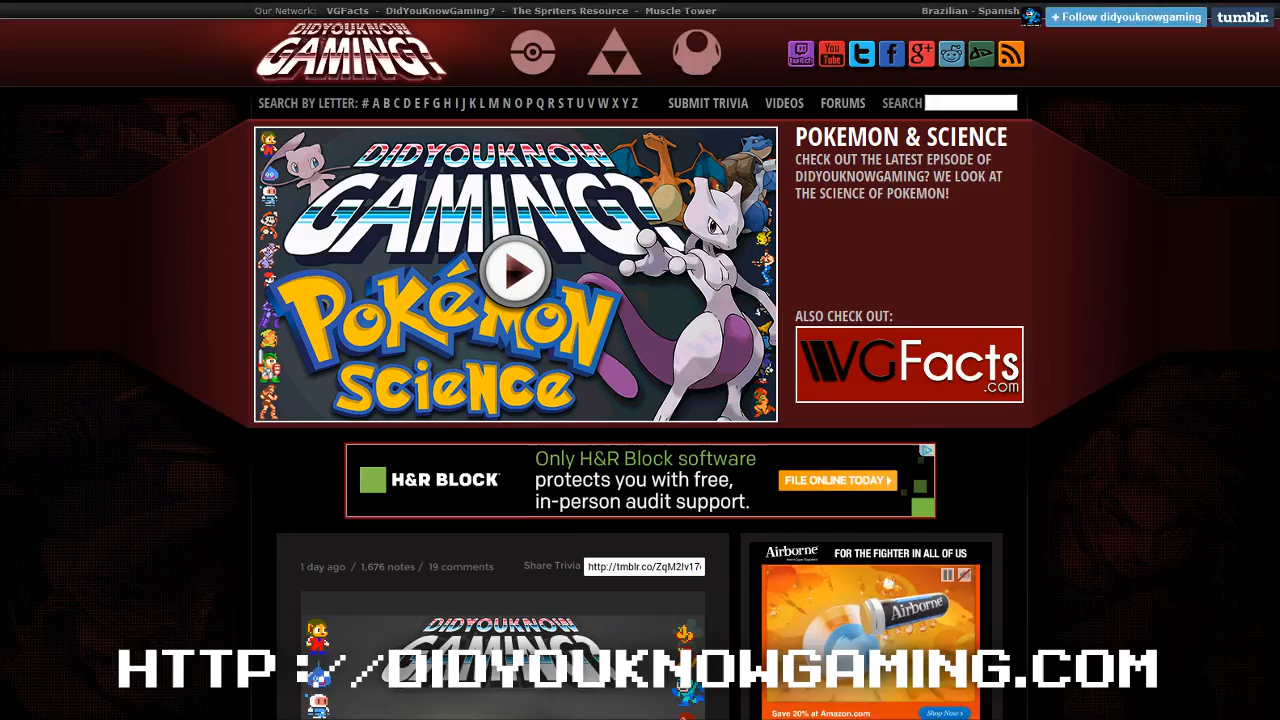 Our Network: VGFacts - DidYouKnowGaming? - The Spriters Resource - Muscle Tower
Brazilian - Spanish
+ Follow didyouknowgaming
tumblr.
DIDYOUKNOW
GAMING?
twitch
You
Tube
SEARCH BY LETTER: # A B C D E F G H I J K L M N O P Q R S T U V W X Y Z
SUBMIT TRIVIA
VIDEOS
FORUMS
SEARCH
DIDYOUKNOW
GAMING?
POKéMON
SCIENCE
POKEMON & SCIENCE
CHECK OUT THE LATEST EPISODE OF
DIDYOUKNOWGAMING? WE LOOK AT
THE SCIENCE OF POKEMON!
ALSO CHECK OUT:
VGFacts
.com
H&R BLOCK
Only H&R Block software
protects you with free,
in-person audit support.
FILE ONLINE TODAY
1 day ago / 1,676 notes / 19 comments
Share Trivia
http://tmblr.co/ZqM2lv17
DIDYOUKNOW
GAMING?
Airborne
FOR THE FIGHTER IN ALL OF US
Airborne
Save 20% at Amazon.com
Shop Now
HTTP://DIDYOUKNOWGAMING.COM